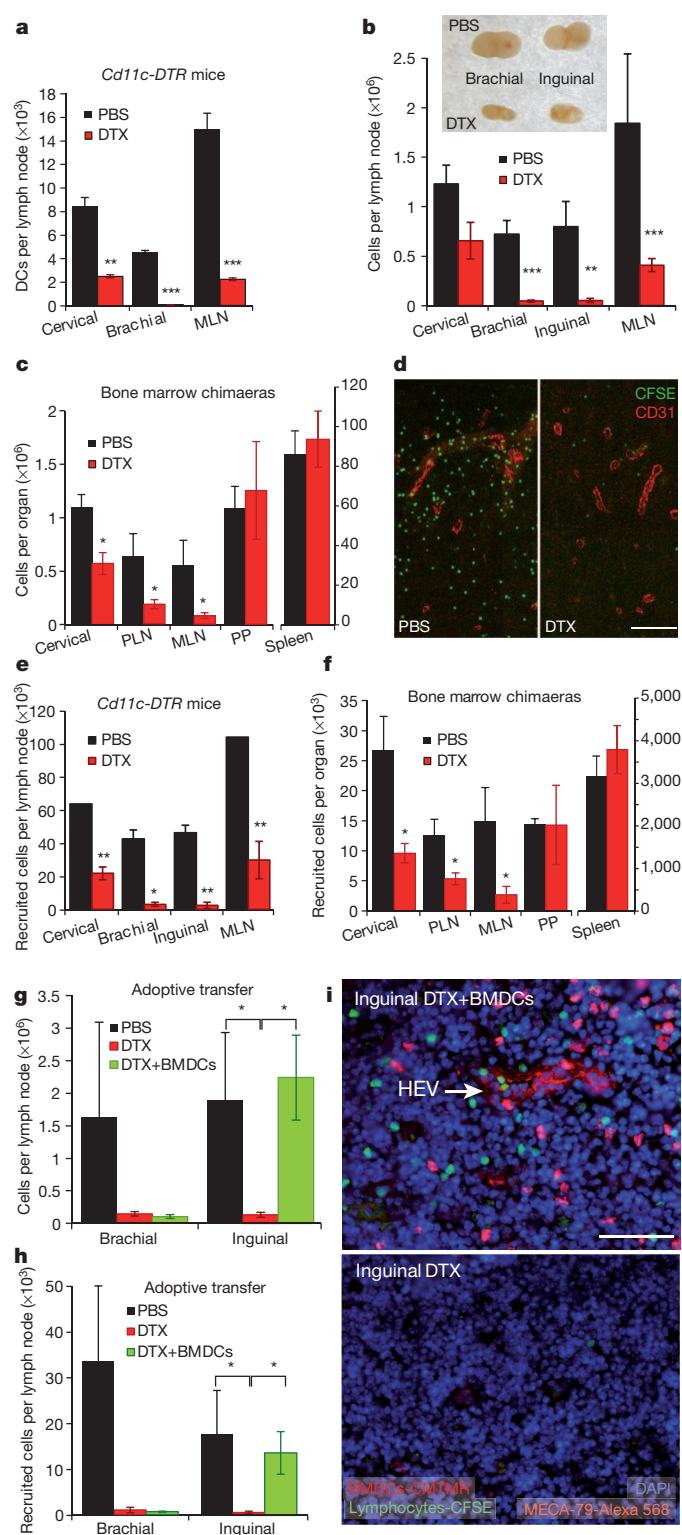 a
Cd11c-DTR mice
DCs per lymph node (×10³)
18
16
14
12
10
8
6
4
2
0
PBS
DTX
**
***
***
Cervical
Brachial
MLN
b
Cells per lymph node (×10⁶)
2.5
2
1.5
1
0.5
0
PBS
Brachial Inguinal
DTX
PBS
DTX
***
**
***
Cervical
Brachial
Inguinal
MLN
c
Bone marrow chimaeras
Cells per organ (×10⁶)
2
1.5
1
0.5
0
PBS
DTX
*
*
*
120
100
80
60
40
20
0
Cervical
PLN
MLN
PP
Spleen
d
CFSE
CD31
PBS
DTX
e
Cd11c-DTR mice
Recruited cells per lymph node (×10³)
120
100
80
60
40
20
0
PBS
DTX
**
*
**
**
Cervical
Brachial
Inguinal
MLN
f
Bone marrow chimaeras
Recruited cells per organ (×10³)
35
30
25
20
15
10
5
0
PBS
DTX
*
*
*
5,000
4,000
3,000
2,000
1,000
0
Cervical
PLN
MLN
PP
Spleen
g
Adoptive transfer
Cells per lymph node (×10⁶)
3.5
3
2.5
2
1.5
1
0.5
0
PBS
DTX
DTX+BMDCs
* *
Brachial
Inguinal
h
Adoptive transfer
Recruited cells per lymph node (×10³)
50
40
30
20
10
0
PBS
DTX
DTX+BMDCs
* *
Brachial
Inguinal
i
Inguinal DTX+BMDCs
HEV
Inguinal DTX
BMDCs-CMTMR
DAPI
Lymphocytes-CFSE
MECA-79-Alexa 568